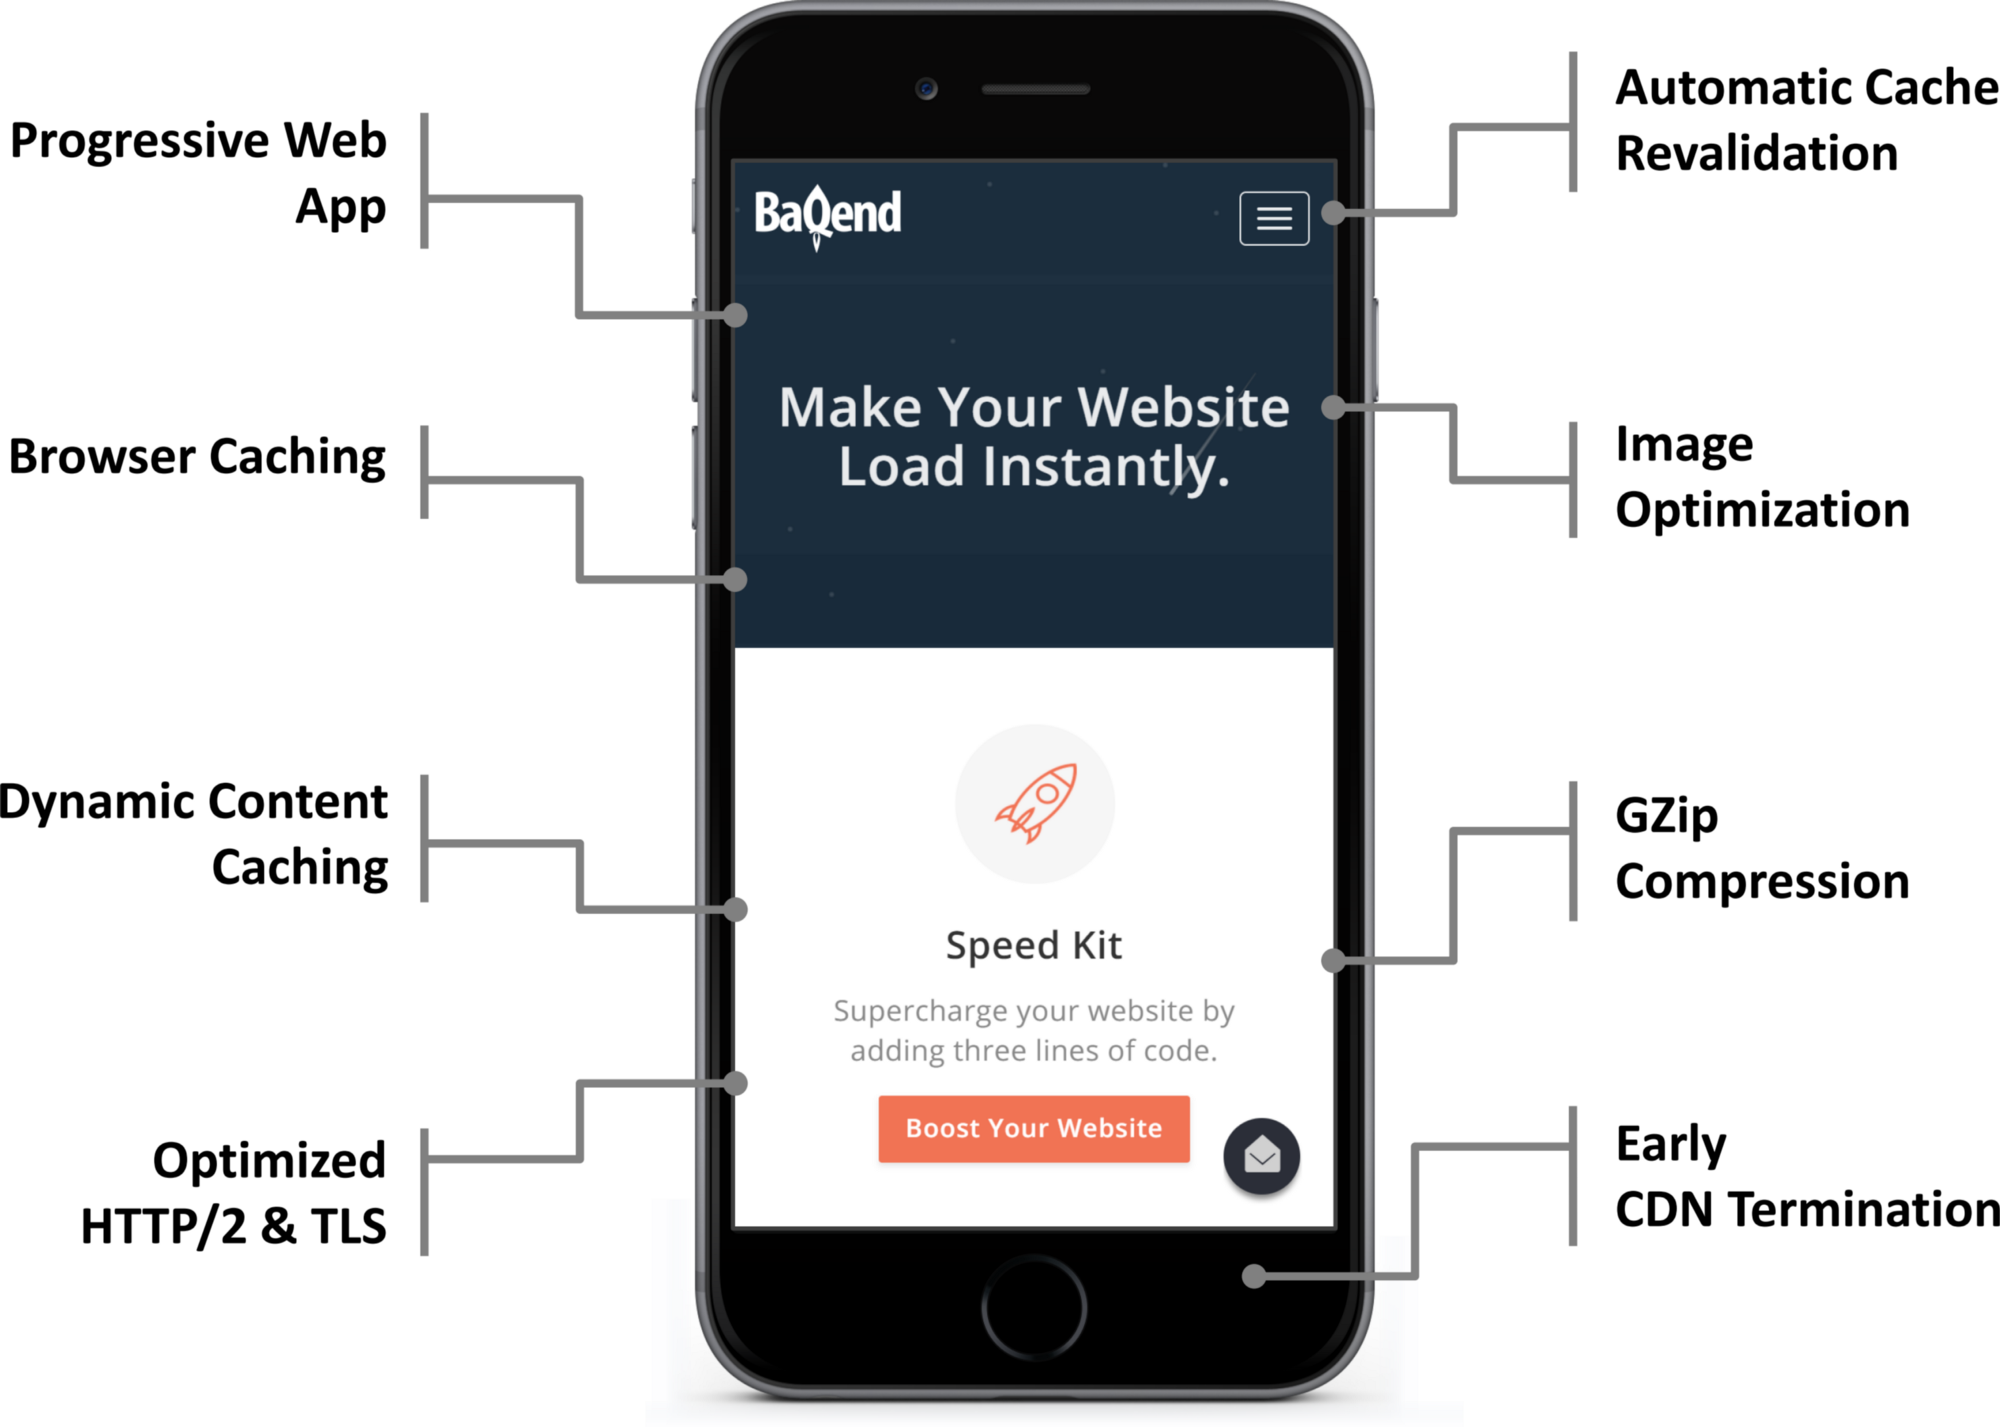 Progressive Web
App
Browser Caching
Dynamic Content
Caching
Optimized
HTTP/2 & TLS
BaQend
Make Your Website
Load Instantly.
Speed Kit
Supercharge your website by
adding three lines of code.
Boost Your Website
Automatic Cache
Revalidation
Image
Optimization
GZip
Compression
Early
CDN Termination